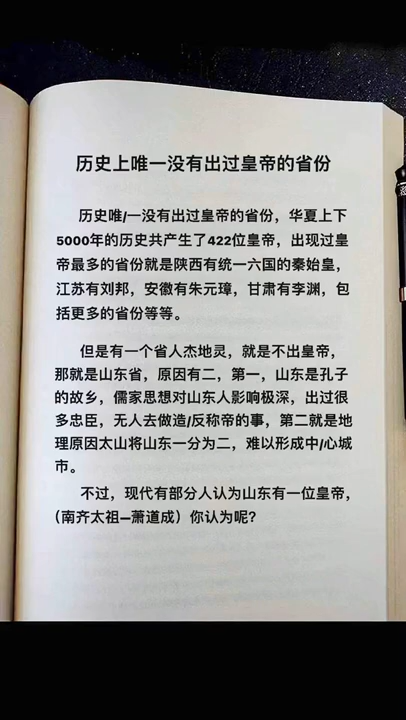 历史上唯一没有出过皇帝的省份
历史唯/一没有出过皇帝的省份，华夏上下
5000年的历史共产生了422位皇帝，出现过皇
帝最多的省份就是陕西有统一六国的秦始皇，
江苏有刘邦，安徽有朱元璋，甘肃有李渊，包
括更多的省份等等。
但是有一个省人杰地灵，就是不出皇帝，
那就是山东省，原因有二，第一，山东是孔子
的故乡，儒家思想对山东人影响极深，出过很
多忠臣，无人去做造/反称帝的事，第二就是地
理原因太山将山东一分为二，难以形成中/心城
市。
不过，现代有部分人认为山东有一位皇帝，
（南齐太祖—萧道成）你认为呢？